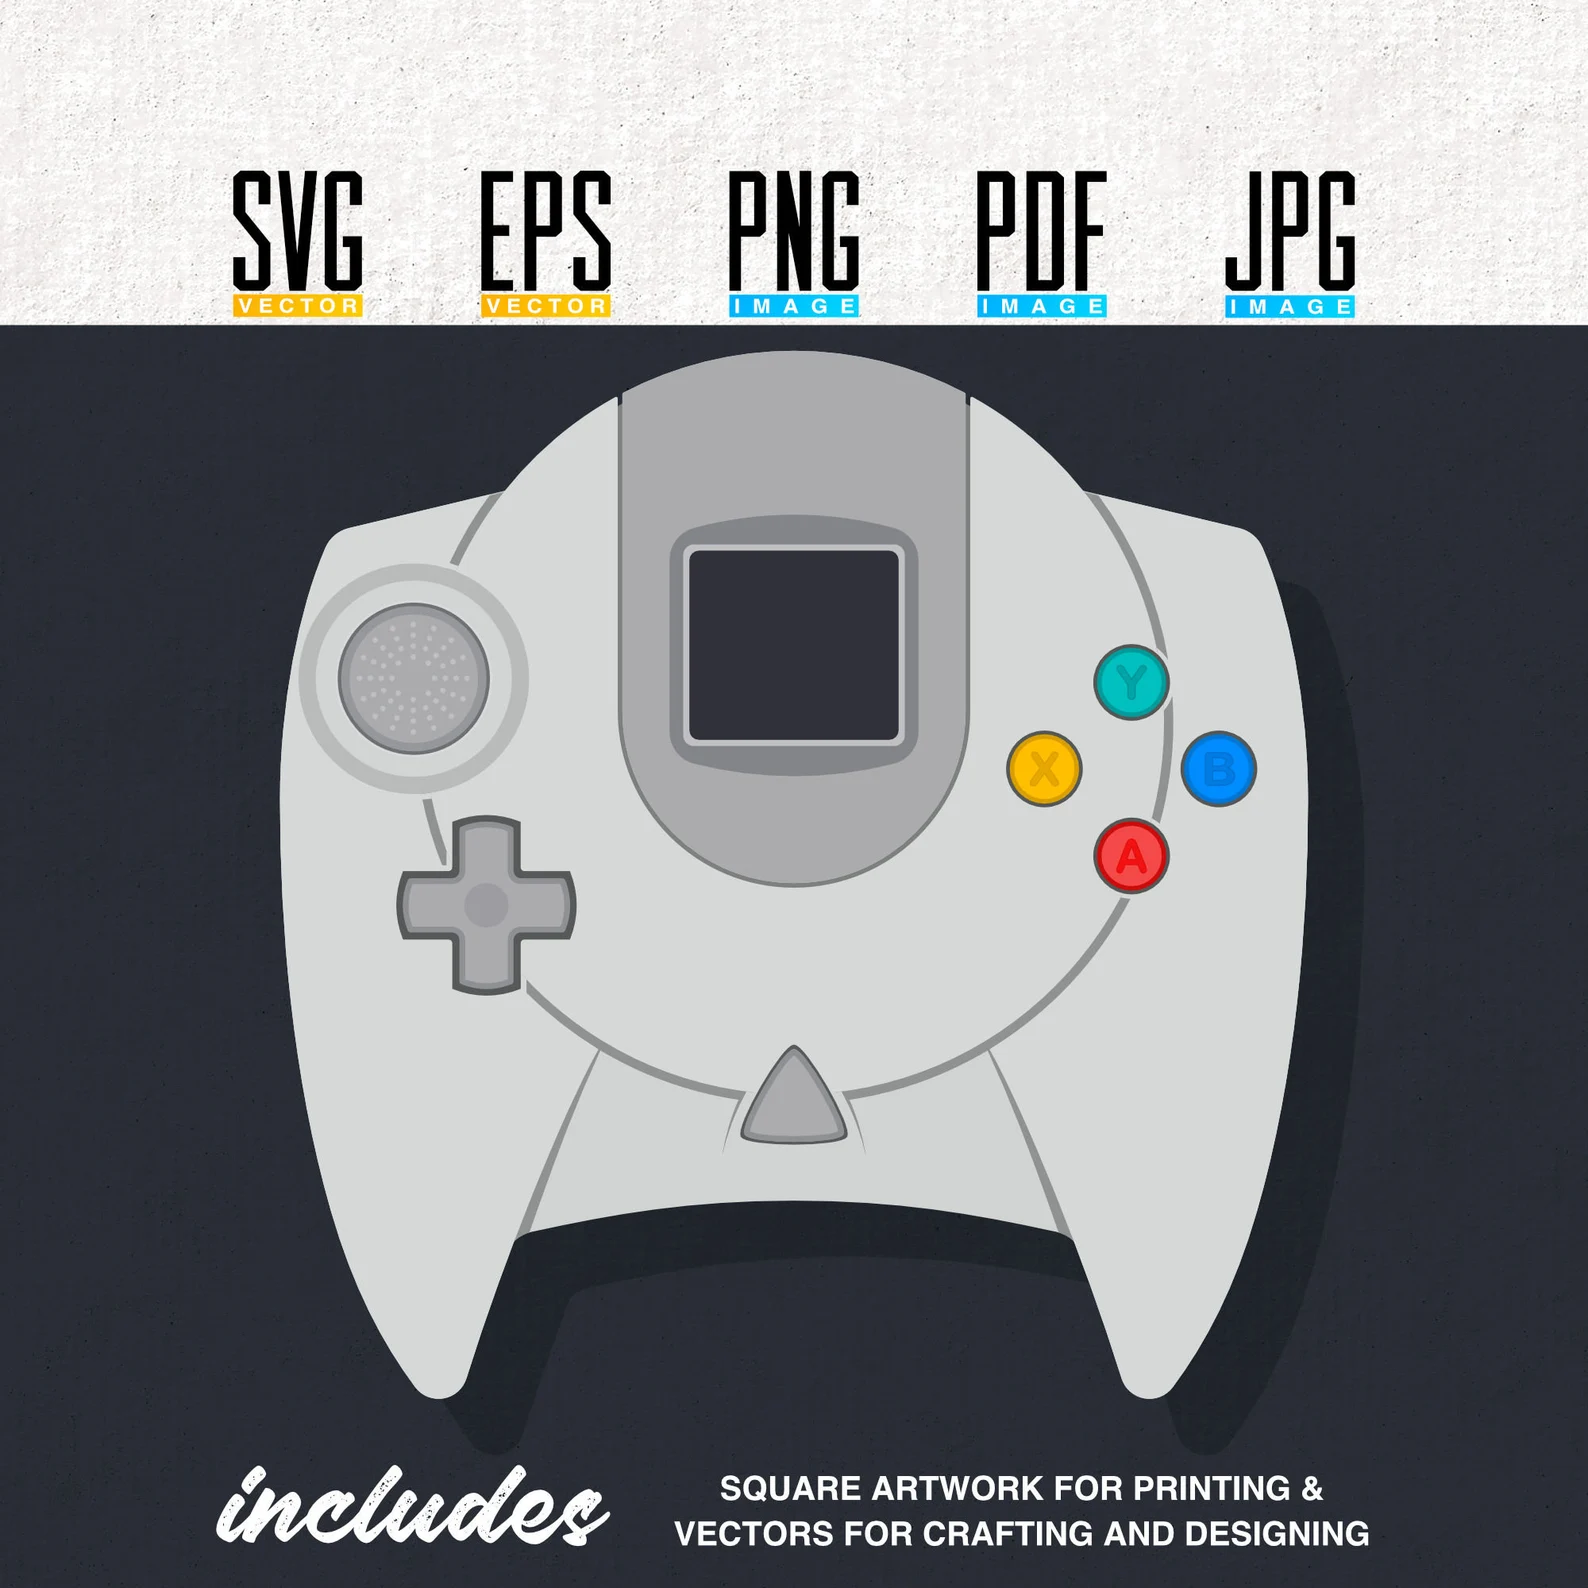 SVG EPS PNG PDF JPG
VECTOR VECTOR IMAGE IMAGE IMAGE
Y
X B
A
includes
SQUARE ARTWORK FOR PRINTING &
VECTORS FOR CRAFTING AND DESIGNING